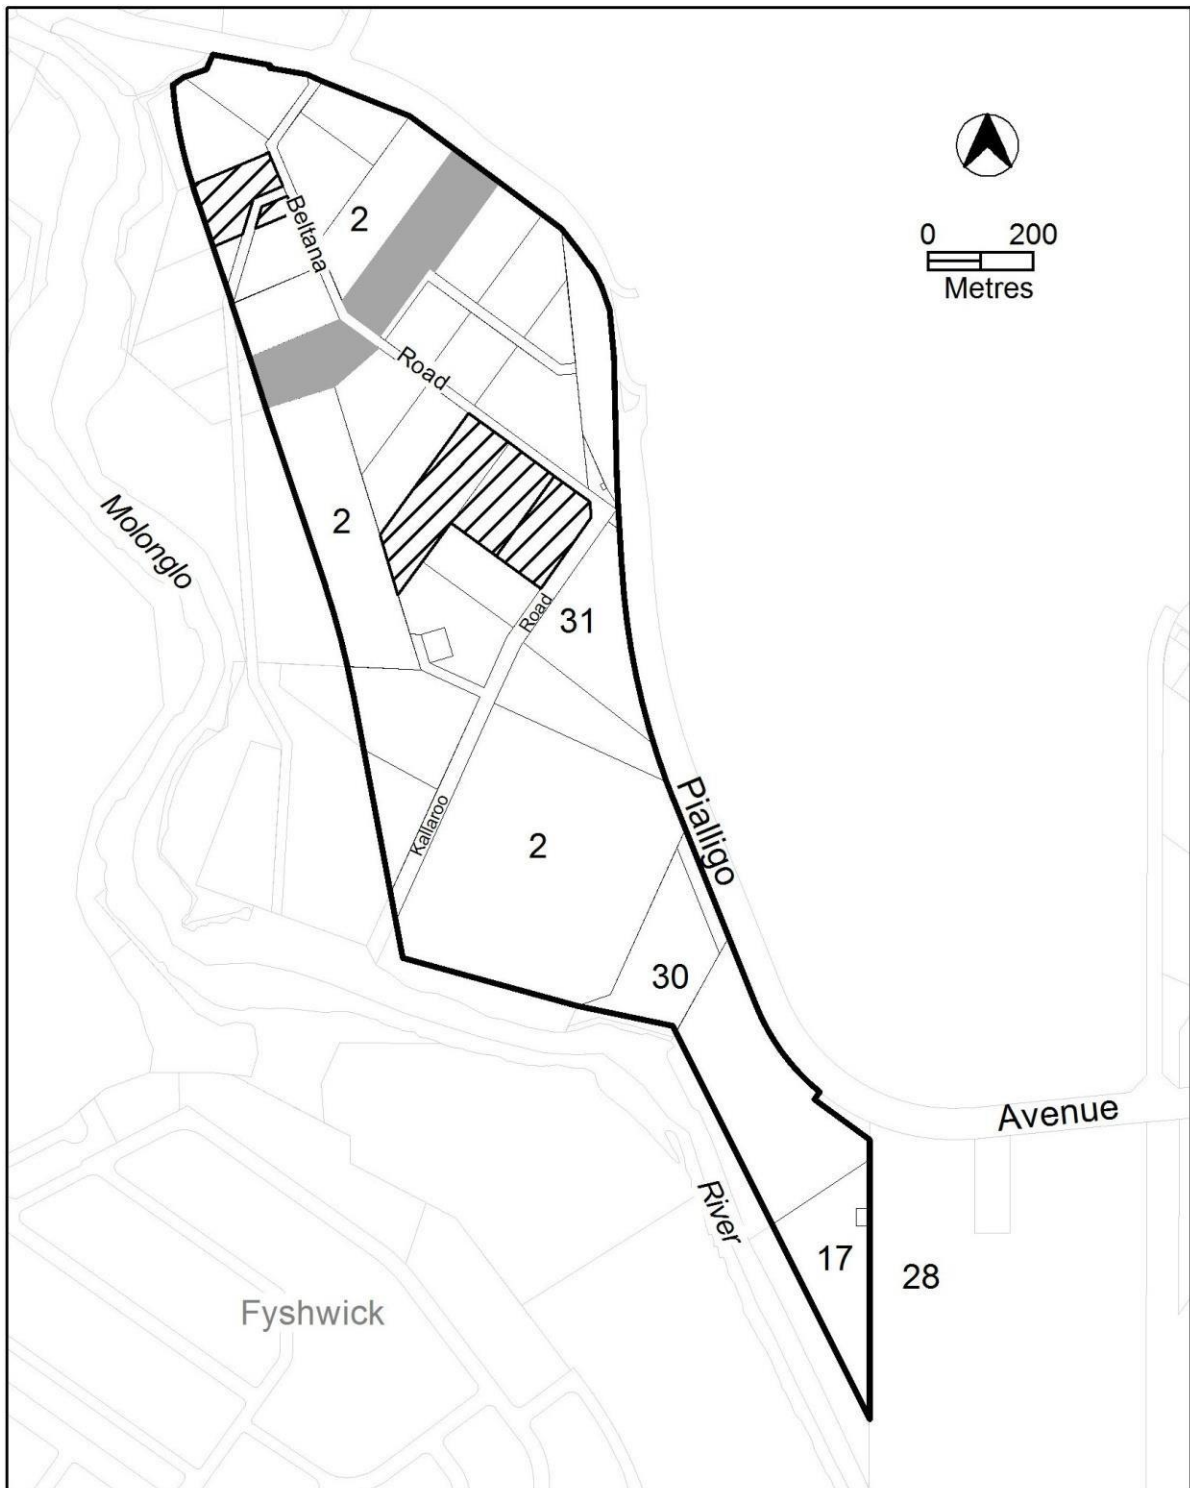 2
0 200
Metres
Beltana
Road
2
Molonglo
Road
31
Pialligo
Kallaroo
2
30
Avenue
River
17
28
Fyshwick